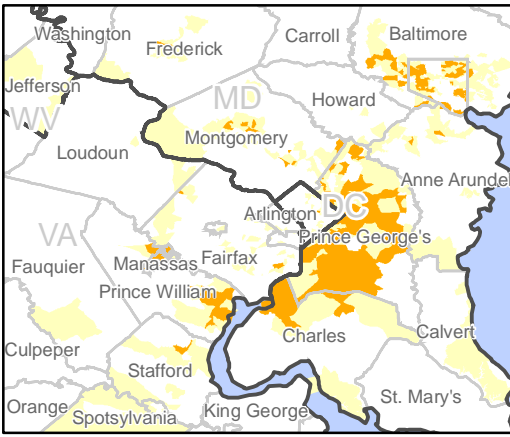 Washington
Frederick
Carroll
Baltimore
Jefferson
WV
MD
Howard
Montgomery
Loudoun
Anne Arundel
Arlington
DC
VA
Prince George's
Fauquier
Manassas
Fairfax
Prince William
Charles
Calvert
Culpeper
Stafford
St. Mary's
Orange
Spotsylvania
King George